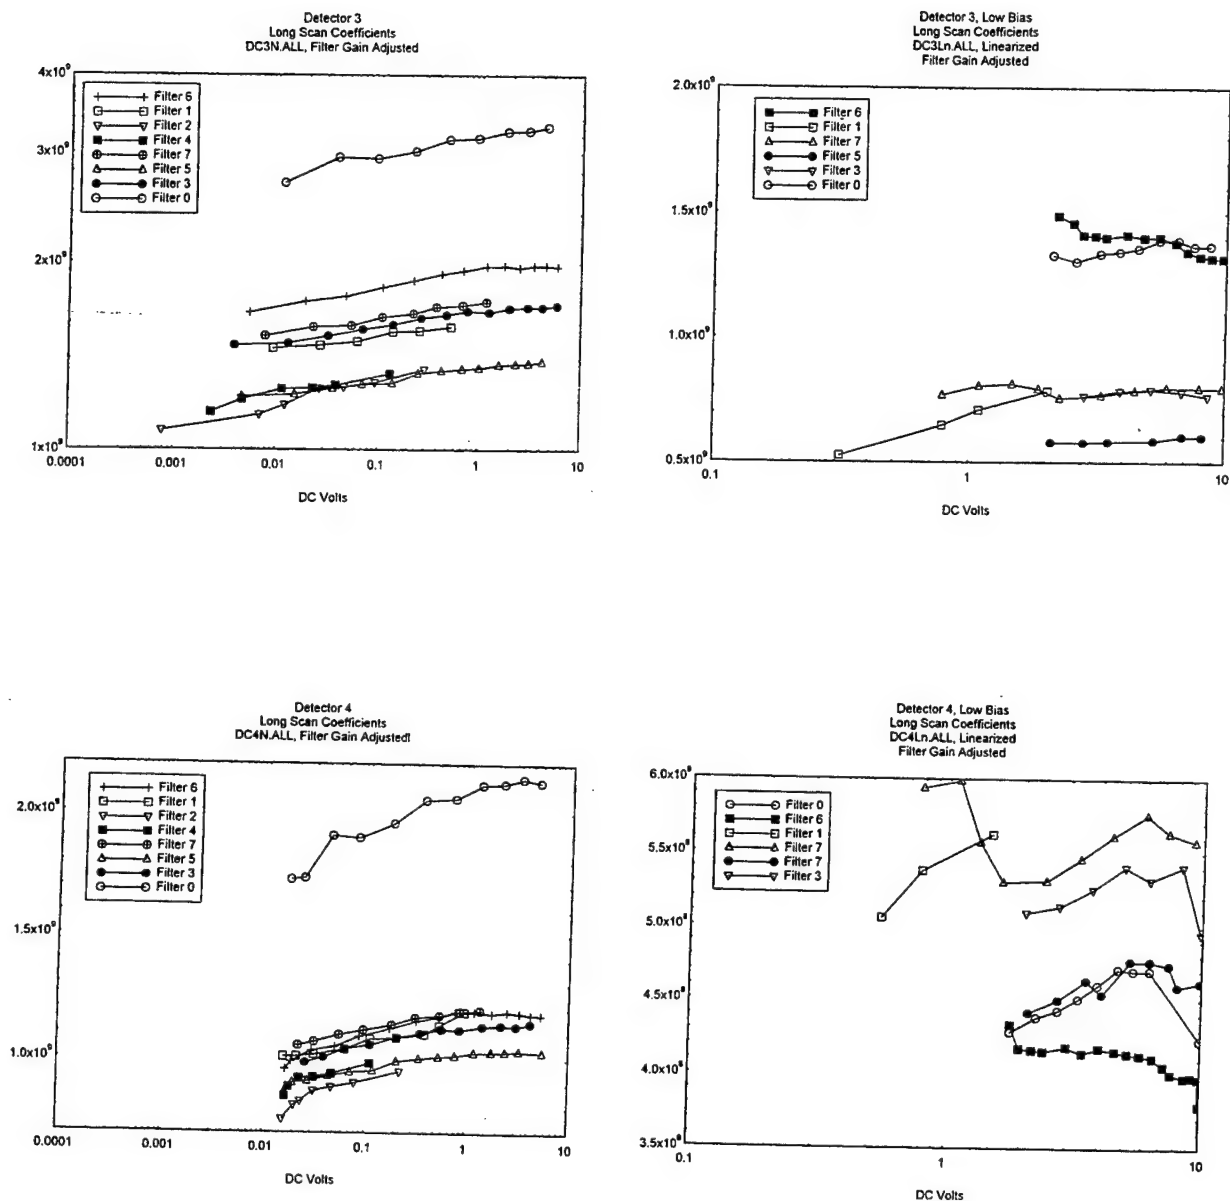 Detector 3
Long Scan Coefficients
DC3N.ALL, Filter Gain Adjusted
4x10⁹
3x10⁹
2x10⁹
1x10⁹
Filter 6
Filter 1
Filter 2
Filter 4
Filter 7
Filter 5
Filter 3
Filter 0
0.0001
0.001
0.01
0.1
1
10
DC Volts
Detector 3, Low Bias
Long Scan Coefficients
DC3Ln.ALL, Linearized
Filter Gain Adjusted
2.0x10⁹
1.5x10⁹
1.0x10⁹
0.5x10⁹
Filter 6
Filter 1
Filter 7
Filter 5
Filter 3
Filter 0
0.1
1
10
DC Volts
Detector 4
Long Scan Coefficients
DC4N.ALL, Filter Gain Adjusted!
2.0x10⁹
1.5x10⁹
1.0x10⁹
Filter 6
Filter 1
Filter 2
Filter 4
Filter 7
Filter 5
Filter 3
Filter 0
0.0001
0.001
0.01
0.1
1
10
DC Volts
Detector 4, Low Bias
Long Scan Coefficients
DC4Ln.ALL, Linearized
Filter Gain Adjusted
6.0x10⁸
5.5x10⁸
5.0x10⁸
4.5x10⁸
4.0x10⁸
3.5x10⁸
Filter 0
Filter 6
Filter 1
Filter 7
Filter 7
Filter 3
0.1
1
10
DC Volts